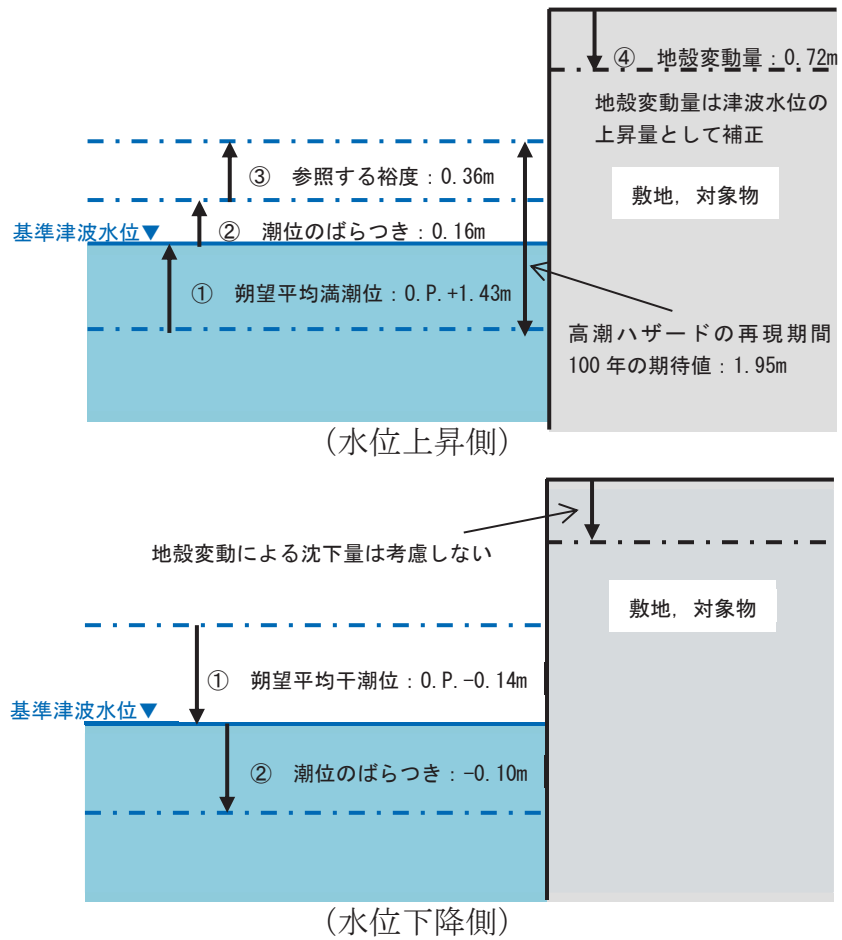 ④ 地殻変動量：0.72m
地殻変動量は津波水位の
上昇量として補正
③ 参照する裕度：0.36m
敷地，対象物
② 潮位のばらつき：0.16m
基準津波水位▼
① 朔望平均満潮位：O.P.+1.43m
高潮ハザードの再現期間
100年の期待値：1.95m
（水位上昇側）
地殻変動による沈下量は考慮しない
敷地，対象物
① 朔望平均干潮位：O.P.-0.14m
基準津波水位▼
② 潮位のばらつき：-0.10m
（水位下降側）